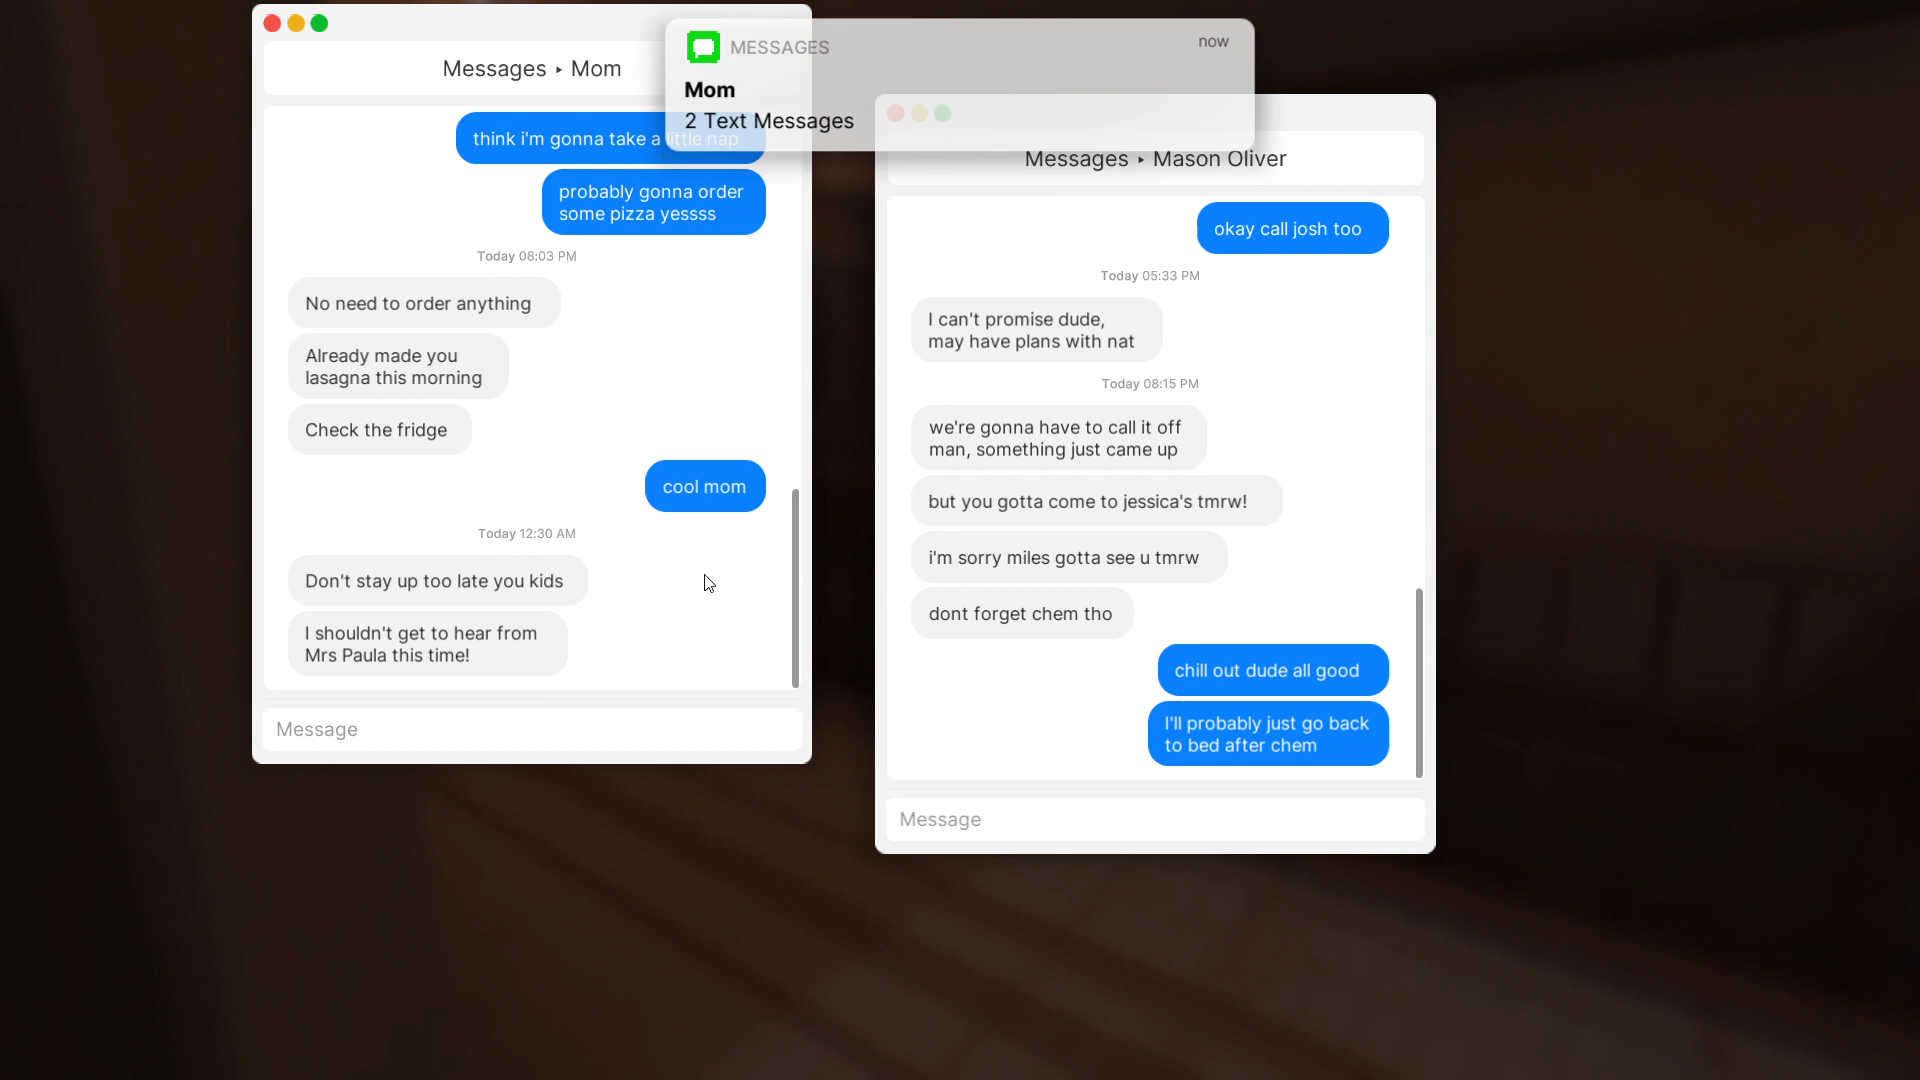 MESSAGES
now
Mom
2 Text Messages
Messages ‣ Mom
think i'm gonna take a little nap
probably gonna order
some pizza yessss
Today 08:03 PM
No need to order anything
Already made you
lasagna this morning
Check the fridge
cool mom
Today 12:30 AM
Don't stay up too late you kids
I shouldn't get to hear from
Mrs Paula this time!
Message
Messages ‣ Mason Oliver
okay call josh too
Today 05:33 PM
I can't promise dude,
may have plans with nat
Today 08:15 PM
we're gonna have to call it off
man, something just came up
but you gotta come to jessica's tmrw!
i'm sorry miles gotta see u tmrw
dont forget chem tho
chill out dude all good
I'll probably just go back
to bed after chem
Message